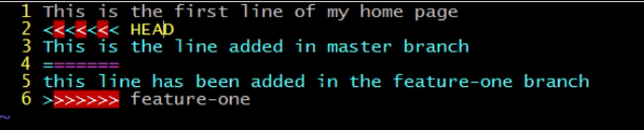 1 This is the first line of my home page
2 <<<<<<< HEAD
3 This is the line added in master branch
4 =======
5 this line has been added in the feature-one branch
6 >>>>>>> feature-one
~